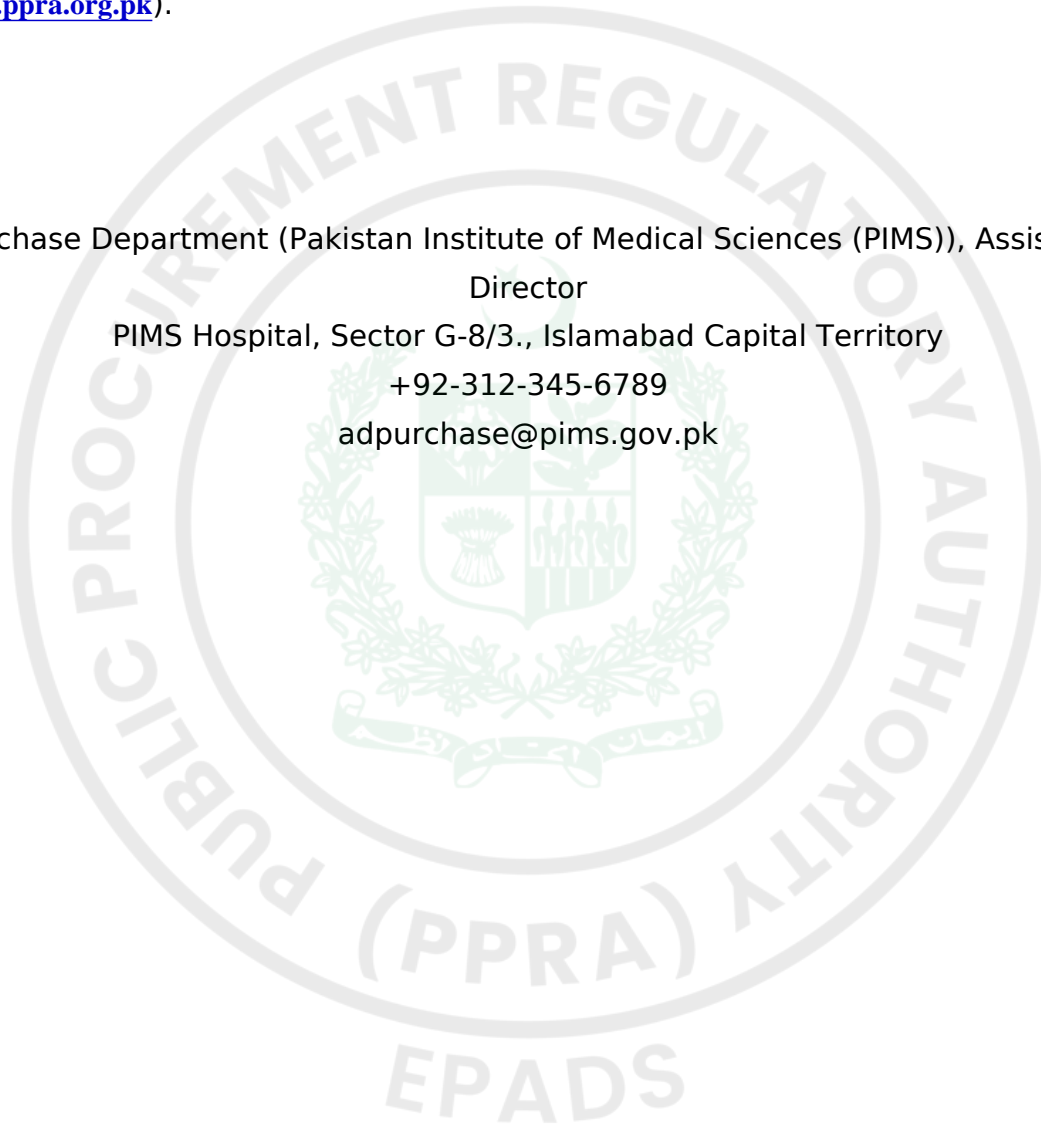 .ppra.org.pk).
chase Department (Pakistan Institute of Medical Sciences (PIMS)), Assis
Director
PIMS Hospital, Sector G-8/3., Islamabad Capital Territory
+92-312-345-6789
adpurchase@pims.gov.pk
PUBLIC PROCUREMENT REGULATORY AUTHORITY
(PPRA)
EPADS